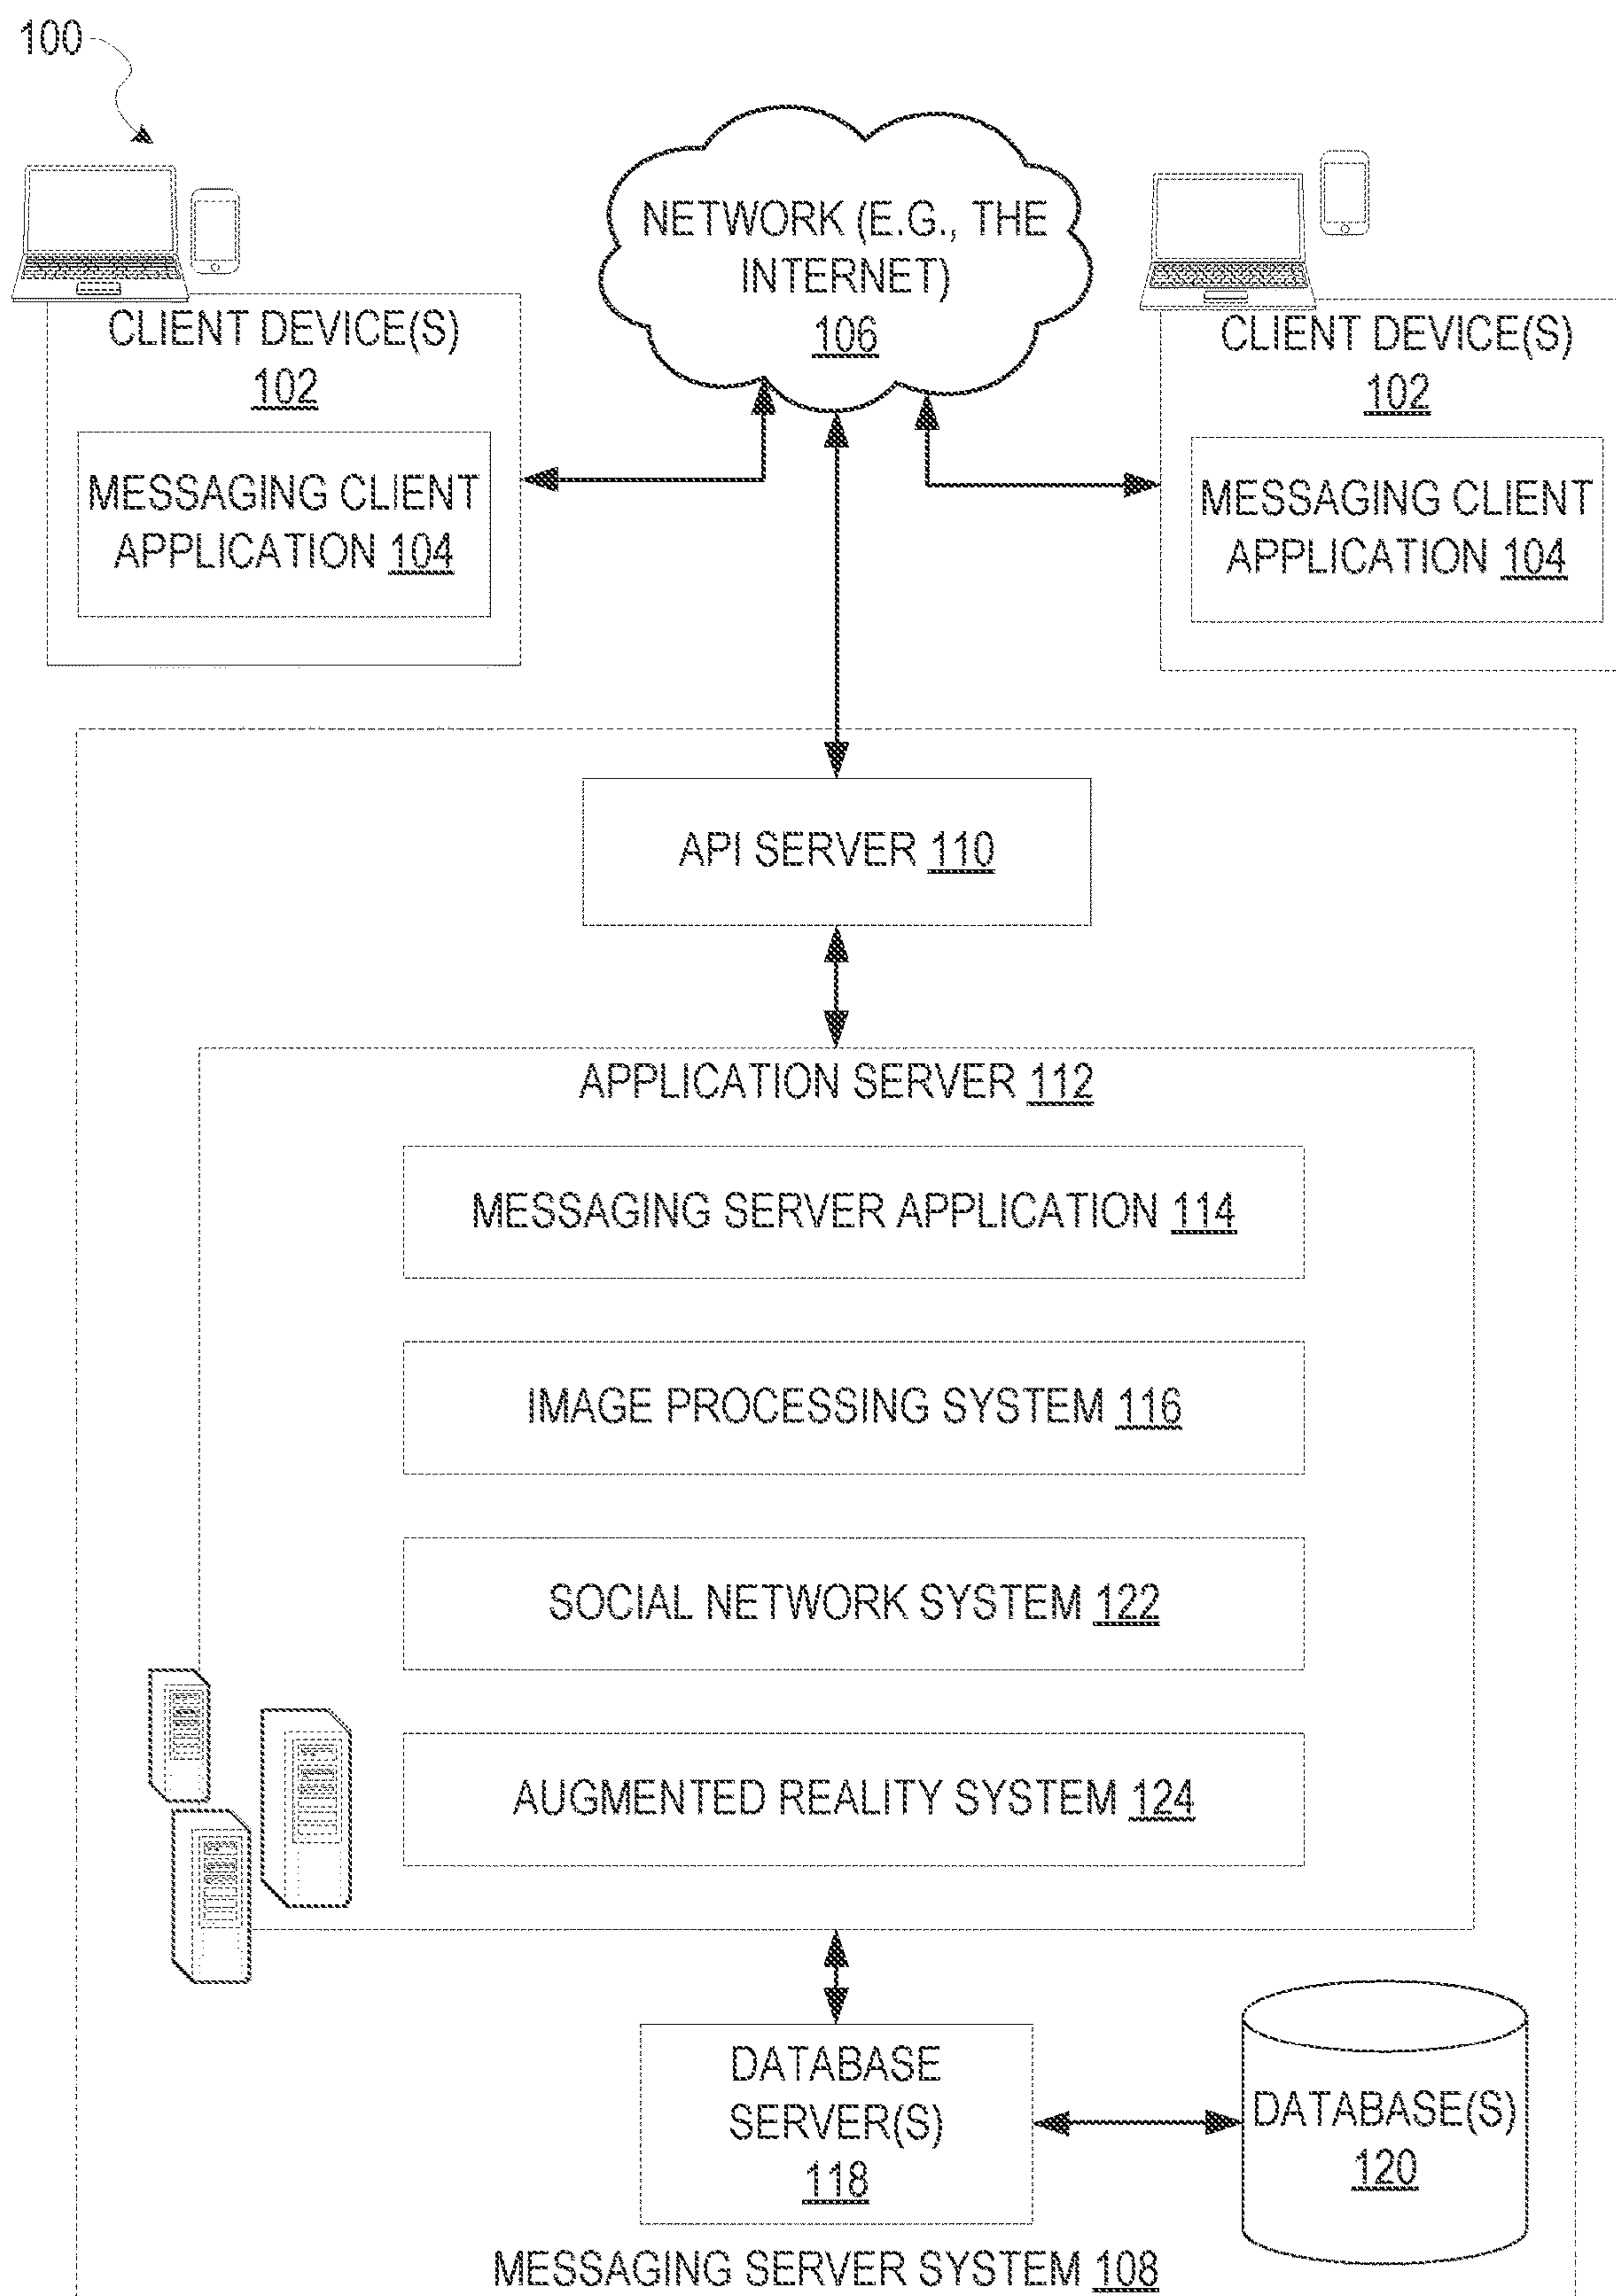 100
NETWORK (E.G., THE
INTERNET)
106
CLIENT DEVICE(S)
102
MESSAGING CLIENT
APPLICATION 104
CLIENT DEVICE(S)
102
MESSAGING CLIENT
APPLICATION 104
API SERVER 110
APPLICATION SERVER 112
MESSAGING SERVER APPLICATION 114
IMAGE PROCESSING SYSTEM 116
SOCIAL NETWORK SYSTEM 122
AUGMENTED REALITY SYSTEM 124
DATABASE
SERVER(S)
118
DATABASE(S)
120
MESSAGING SERVER SYSTEM 108